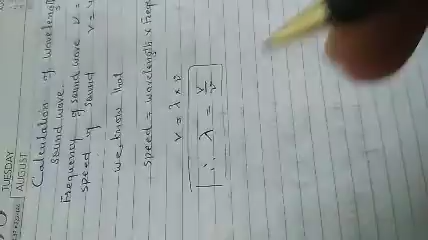 TUESDAY
AUGUST
Calculation of wavelength
sound wave.
Frequency of sound wave ν =
speed of sound v =
we know that
speed = wavelength ×
v = λ × ν
∴ λ = v/ν